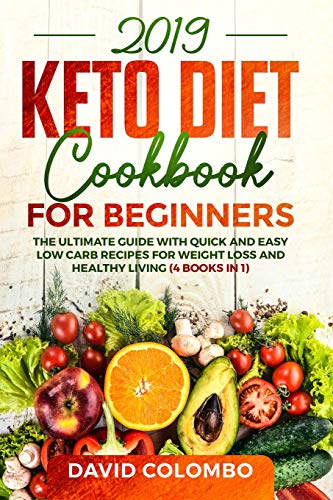 2019
KETO DIET
Cookbook
FOR BEGINNERS
THE ULTIMATE GUIDE WITH QUICK AND EASY
LOW CARB RECIPES FOR WEIGHT LOSS AND
HEALTHY LIVING (4 BOOKS IN 1)
DAVID COLOMBO